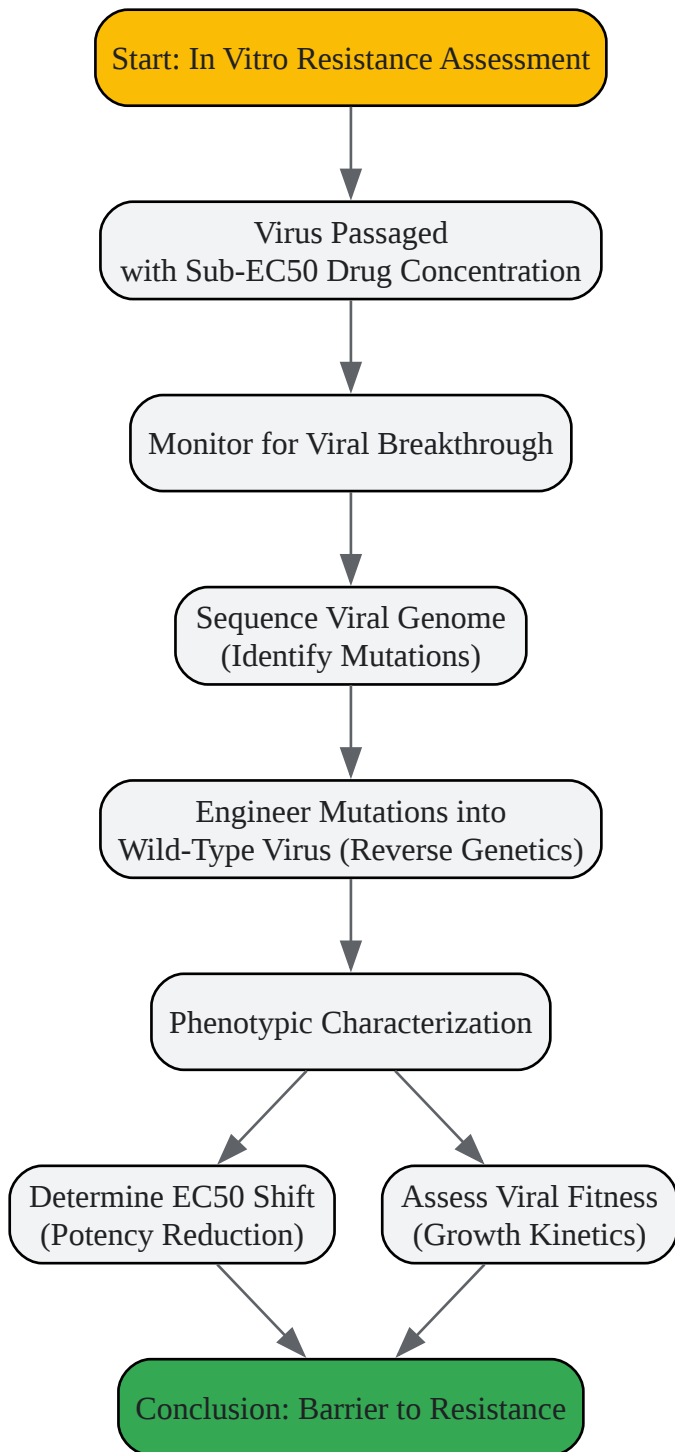 Start: In Vitro Resistance Assessment
Virus Passaged
with Sub-EC50 Drug Concentration
Monitor for Viral Breakthrough
Sequence Viral Genome
(Identify Mutations)
Engineer Mutations into
Wild-Type Virus (Reverse Genetics)
Phenotypic Characterization
Determine EC50 Shift
(Potency Reduction)
Assess Viral Fitness
(Growth Kinetics)
Conclusion: Barrier to Resistance